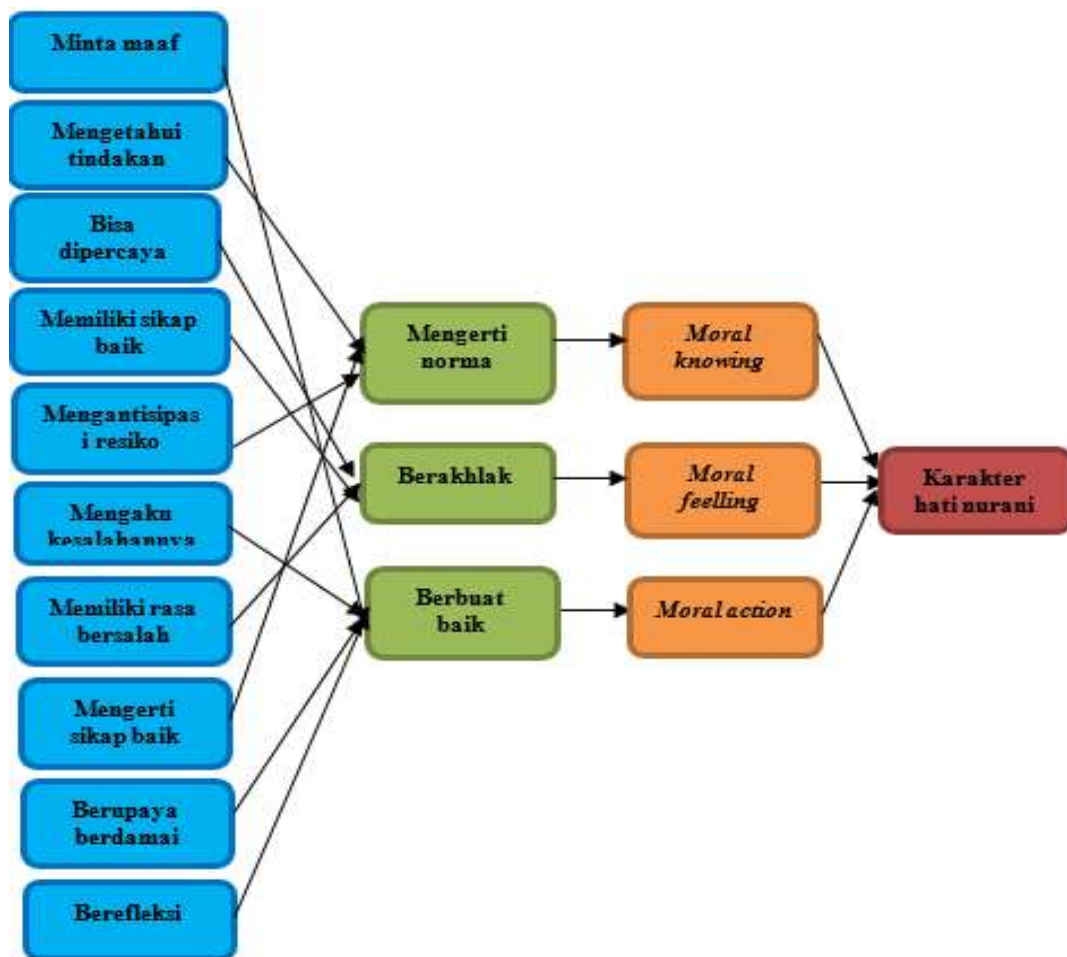 Minta maaf
Mengetahui
tindakan
Bisa
dipercaya
Memiliki sikap
baik
Mengantisipas
i resiko
Mengaku
kesalahannya
Memiliki rasa
bersalah
Mengerti
sikap baik
Berupaya
berdamai
Berefleksi
Mengerti
norma
Berakhlak
Berbuat
baik
Moral
knowing
Moral
feelling
Moral action
Karakter
hati nurani